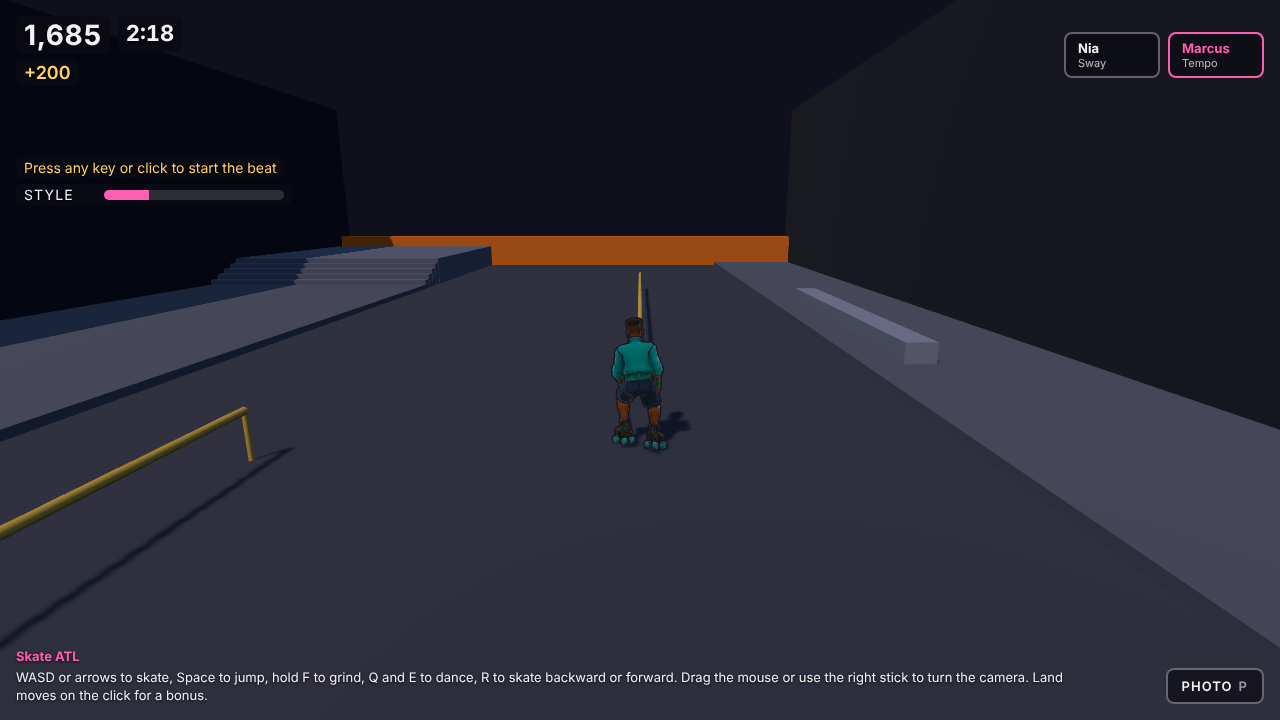 1,685 2:18
+200
Nia
Sway
Marcus
Tempo
Press any key or click to start the beat
STYLE
Skate ATL
WASD or arrows to skate, Space to jump, hold F to grind, Q and E to dance, R to skate backward or forward. Drag the mouse or use the right stick to turn the camera. Land
moves on the click for a bonus.
PHOTO P